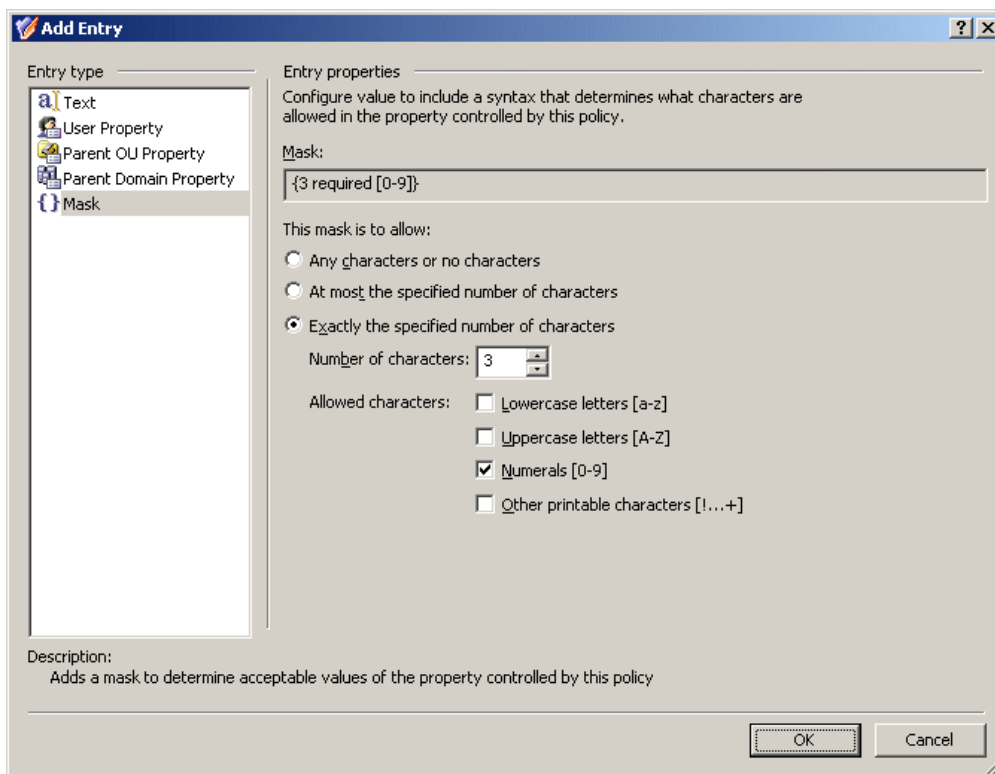 Add Entry
Entry type
Text
User Property
Parent OU Property
Parent Domain Property
Mask
Entry properties
Configure value to include a syntax that determines what characters are
allowed in the property controlled by this policy.
Mask:
{3 required [0-9]}
This mask is to allow:
Any characters or no characters
At most the specified number of characters
Exactly the specified number of characters
Number of characters: 3
Allowed characters: Lowercase letters [a-z]
Uppercase letters [A-Z]
Numerals [0-9]
Other printable characters [!...+]
Description:
Adds a mask to determine acceptable values of the property controlled by this policy
OK Cancel